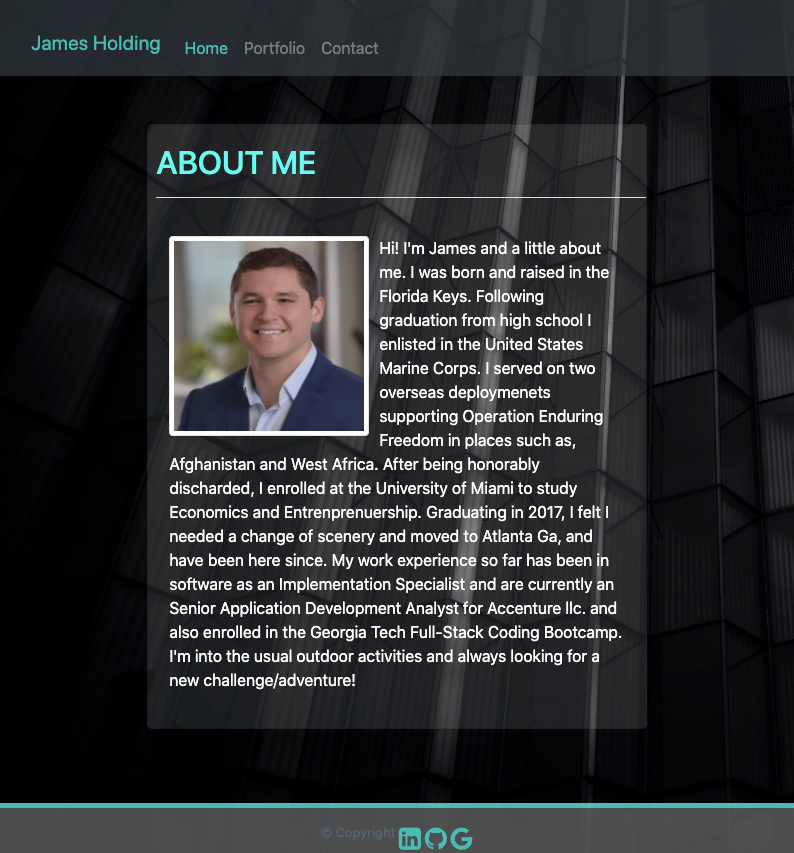 James Holding
Home Portfolio Contact
ABOUT ME
Hi! I'm James and a little about
me. I was born and raised in the
Florida Keys. Following
graduation from high school I
enlisted in the United States
Marine Corps. I served on two
overseas deploymenets
supporting Operation Enduring
Freedom in places such as,
Afghanistan and West Africa. After being honorably
discharded, I enrolled at the University of Miami to study
Economics and Entrenprenuership. Graduating in 2017, I felt I
needed a change of scenery and moved to Atlanta Ga, and
have been here since. My work experience so far has been in
software as an Implementation Specialist and are currently an
Senior Application Development Analyst for Accenture llc. and
also enrolled in the Georgia Tech Full-Stack Coding Bootcamp.
I'm into the usual outdoor activities and always looking for a
new challenge/adventure!
© Copyright in G